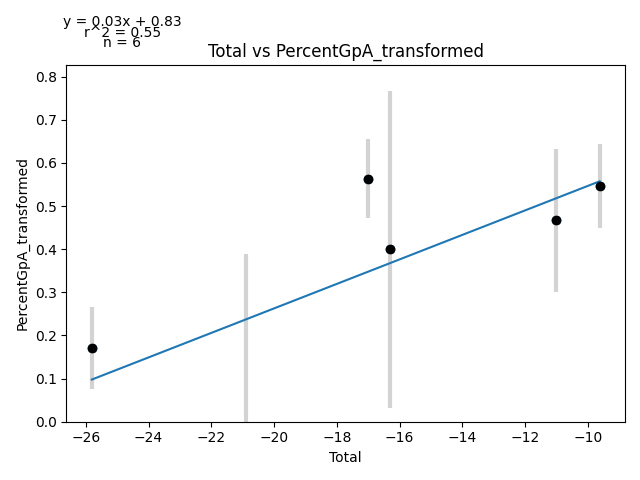 y = 0.03x + 0.83
r^2 = 0.55
n = 6
Total vs PercentGpA_transformed
PercentGpA_transformed
0.8
0.7
0.6
0.5
0.4
0.3
0.2
0.1
0.0
−26 −24 −22 −20 −18 −16 −14 −12 −10
Total